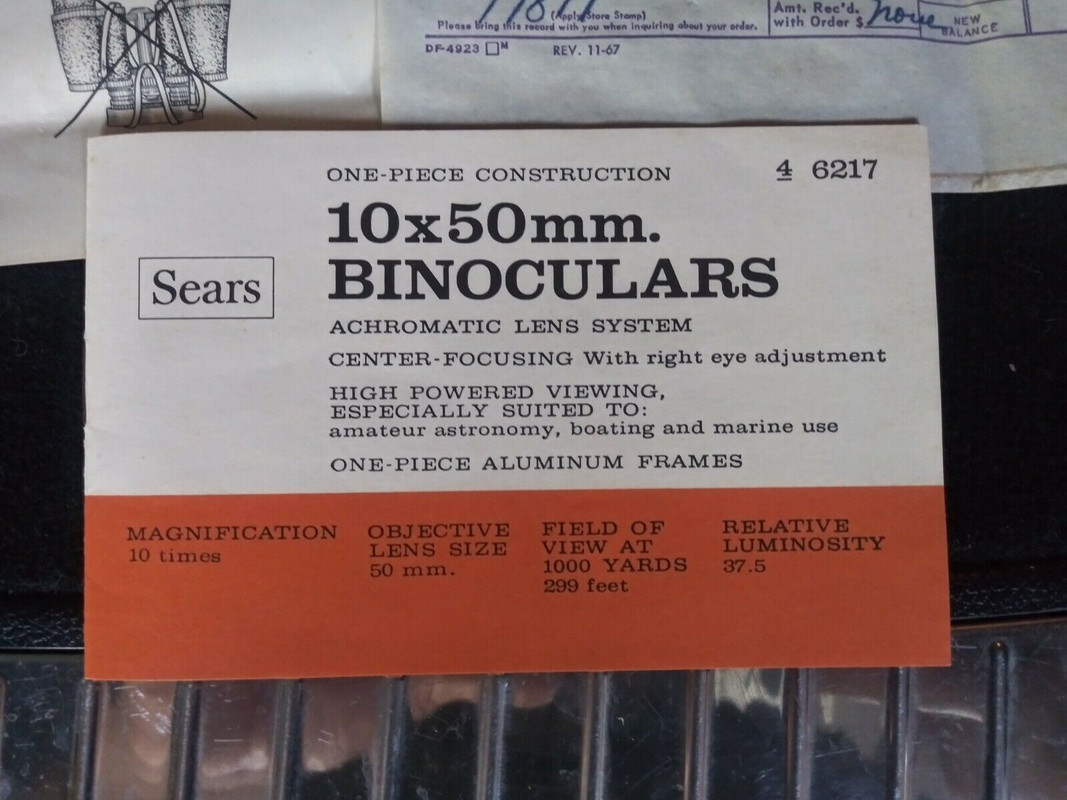 (Apply Store Stamp)
Please bring this record with you when inquiring about your order.
DF-4923 M
REV. 11-67
Amt. Rec'd.
with Order $ none
NEW
BALANCE
ONE-PIECE CONSTRUCTION
4 6217
10x50mm.
BINOCULARS
Sears
ACHROMATIC LENS SYSTEM
CENTER-FOCUSING With right eye adjustment
HIGH POWERED VIEWING,
ESPECIALLY SUITED TO:
amateur astronomy, boating and marine use
ONE-PIECE ALUMINUM FRAMES
MAGNIFICATION
10 times
OBJECTIVE
LENS SIZE
50 mm.
FIELD OF
VIEW AT
1000 YARDS
299 feet
RELATIVE
LUMINOSITY
37.5